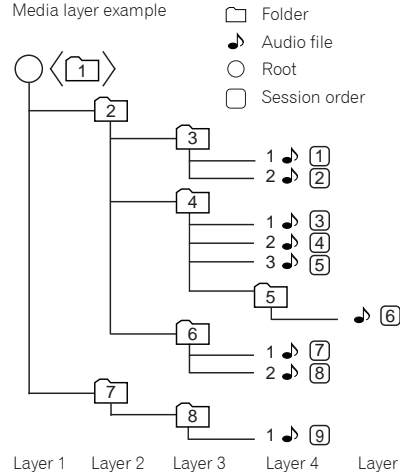 Media layer example
Folder
Audio file
Root
Session order
1
2
3
1 1
2 2
4
1 3
2 4
3 5
5
6
6
1 7
2 8
7
8
1 9
Layer 1 Layer 2 Layer 3 Layer 4 Layer